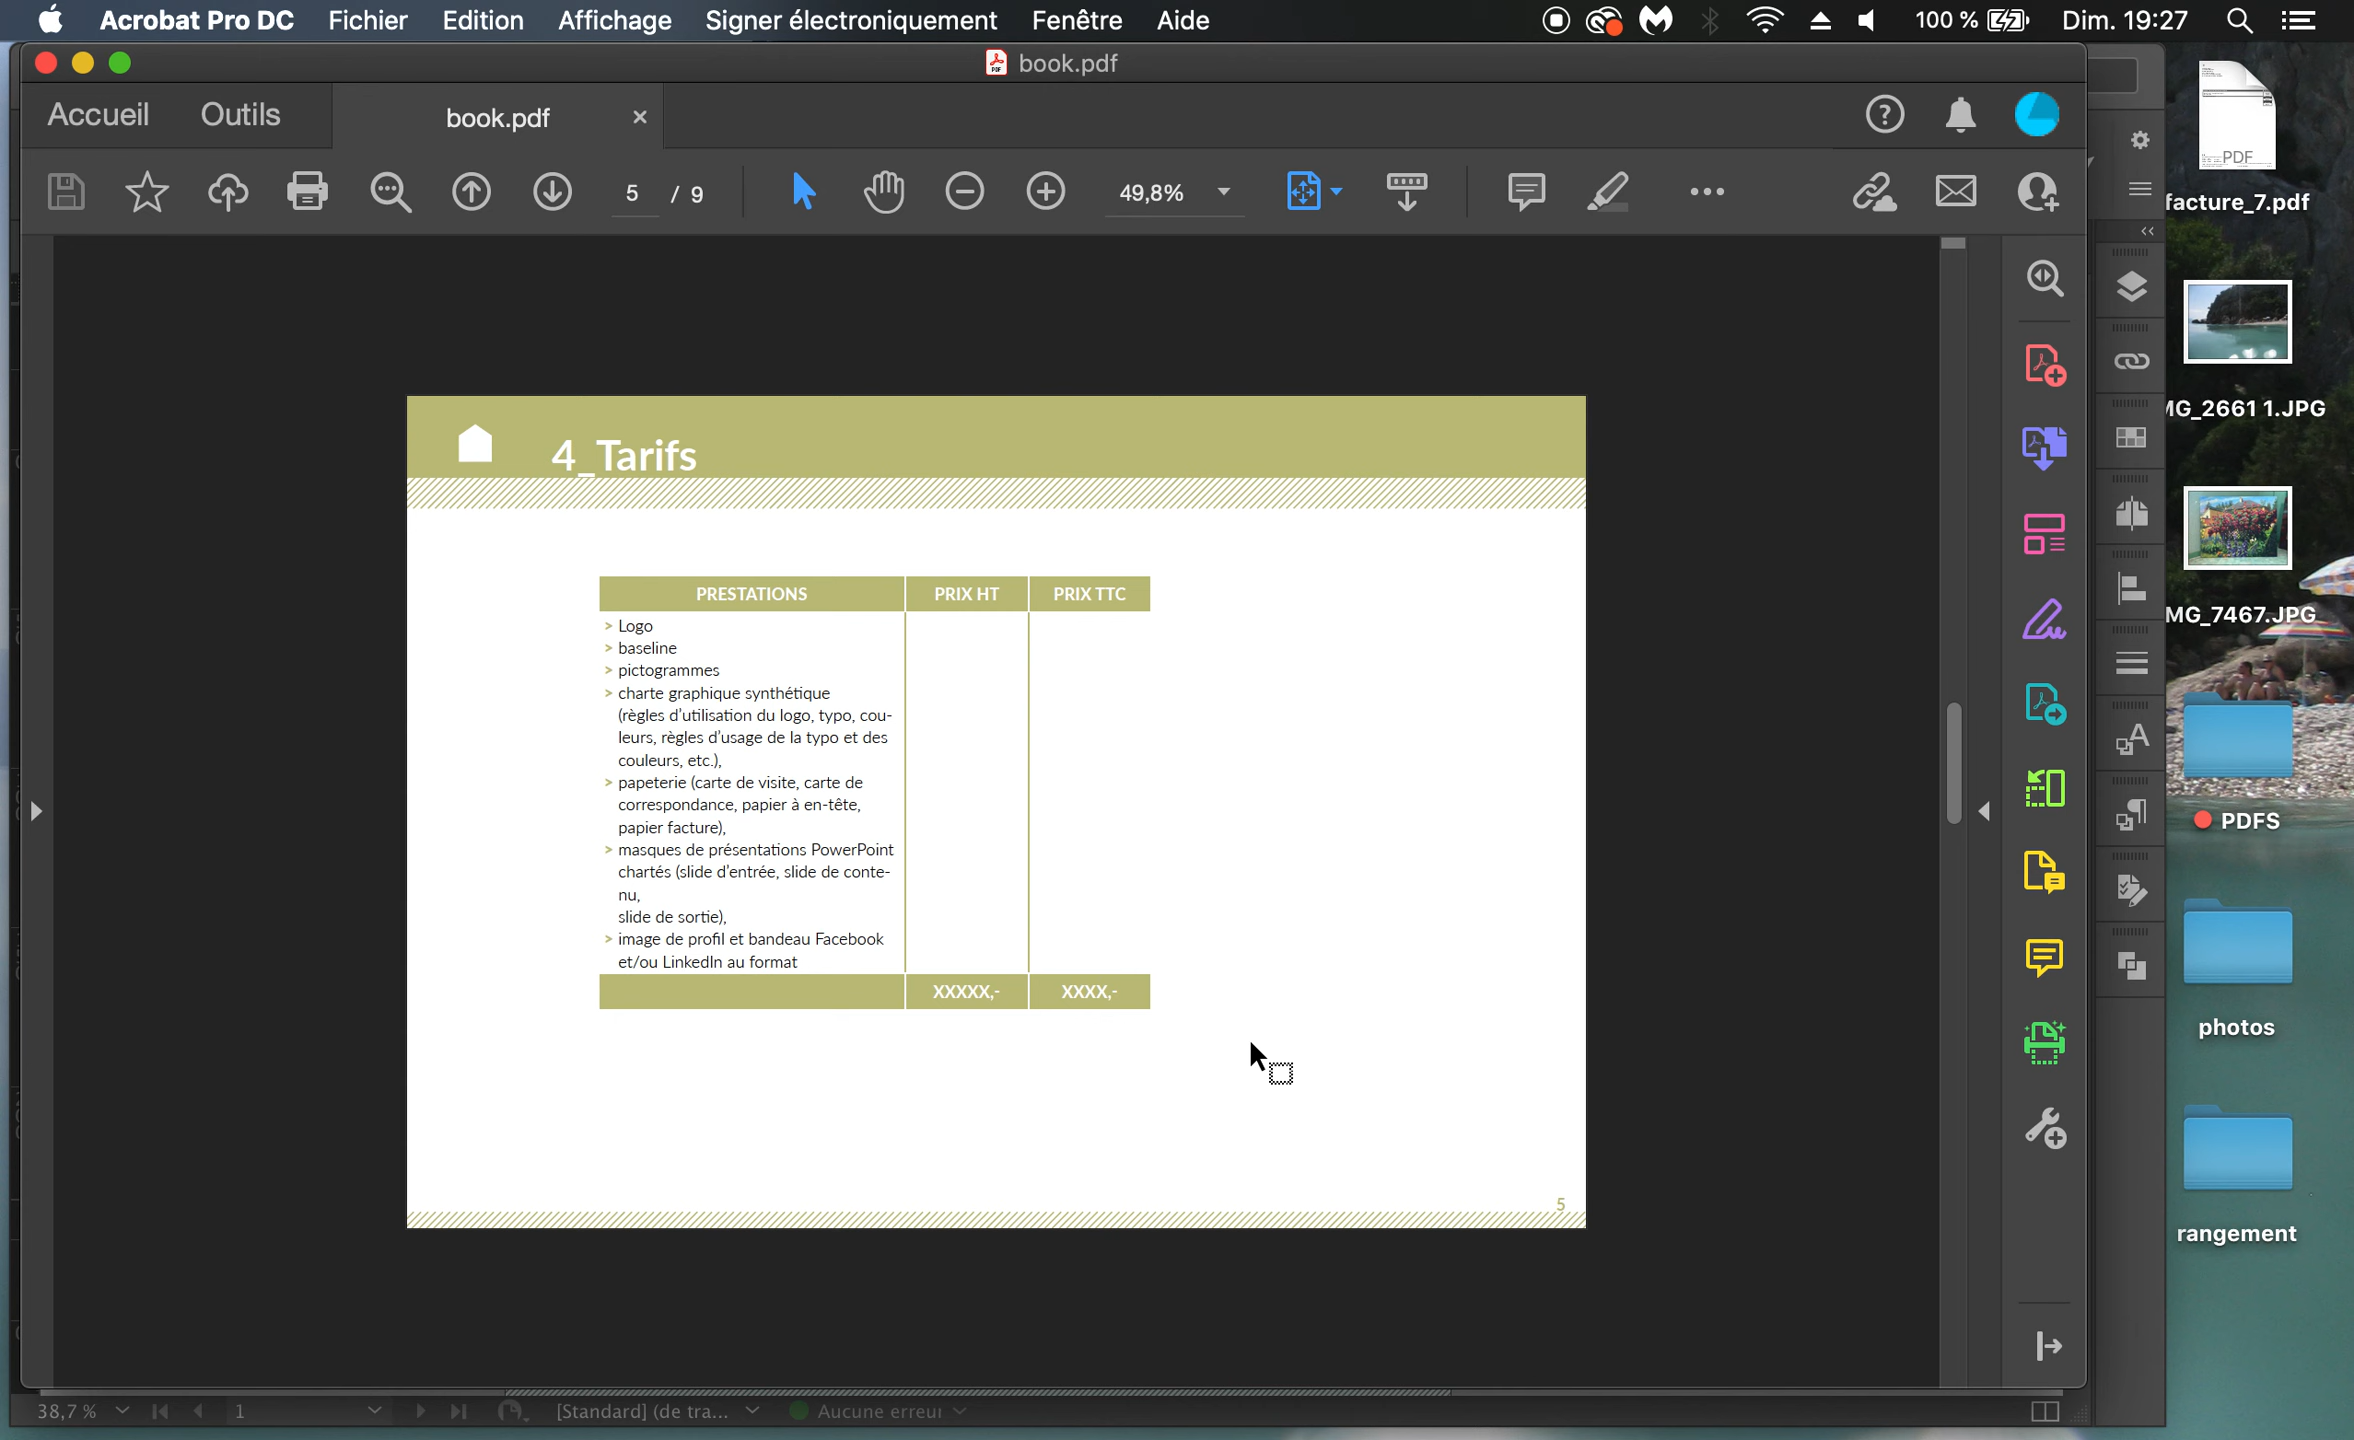 Acrobat Pro DC Fichier Edition Affichage Signer électroniquement Fenêtre Aide 100 % Dim. 19:27
book.pdf
Accueil Outils book.pdf
5 / 9 49,8%
4_Tarifs
PRESTATIONS PRIX HT PRIX TTC
> Logo
> baseline
> pictogrammes
> charte graphique synthétique
(règles d'utilisation du logo, typo, cou-
leurs, règles d'usage de la typo et des
couleurs, etc.),
> papeterie (carte de visite, carte de
correspondance, papier à en-tête,
papier facture),
> masques de présentations PowerPoint
chartés (slide d'entrée, slide de conte-
nu,
slide de sortie),
> image de profil et bandeau Facebook
et/ou LinkedIn au format
XXXXX,- XXXX,-
5
38,7 % 1 [Standard] (de tra... Aucune erreur
PDF
facture_7.pdf
MG_2661 1.JPG
MG_7467.JPG
PDFS
photos
rangement